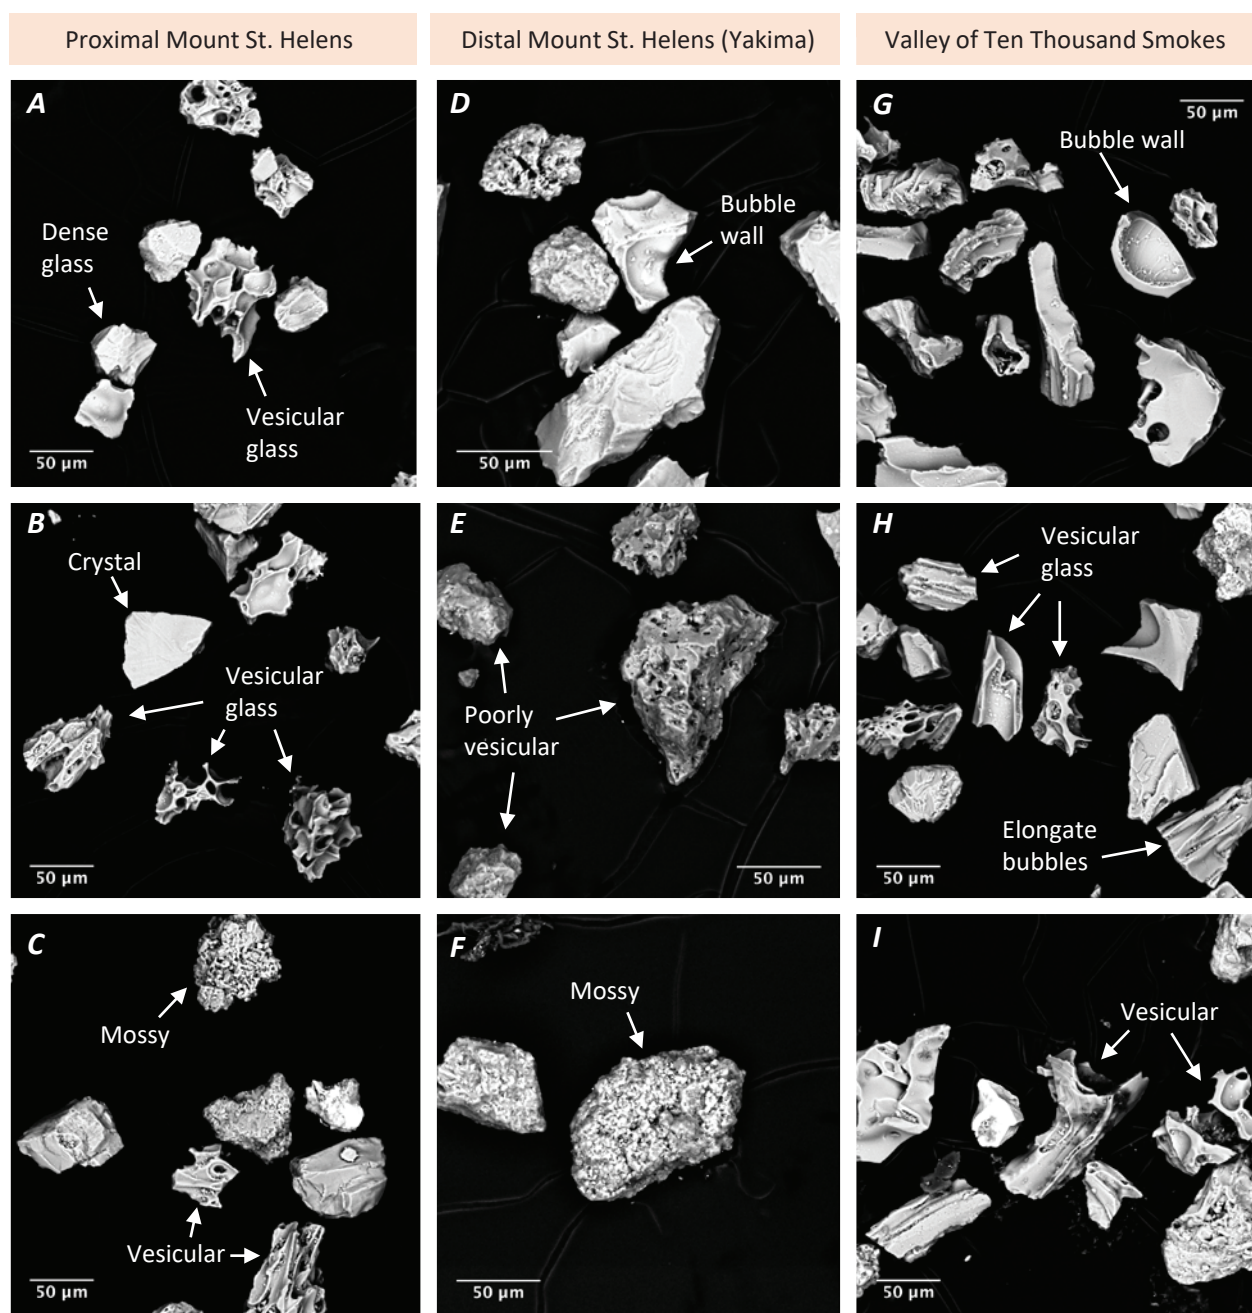 Proximal Mount St. Helens
Distal Mount St. Helens (Yakima)
Valley of Ten Thousand Smokes
A
Dense
glass
Vesicular
glass
50 µm
D
Bubble
wall
50 µm
G
50 µm
Bubble wall
B
Crystal
Vesicular
glass
50 µm
E
Poorly
vesicular
50 µm
H
Vesicular
glass
Elongate
bubbles
50 µm
C
Mossy
Vesicular
50 µm
F
Mossy
50 µm
I
Vesicular
50 µm